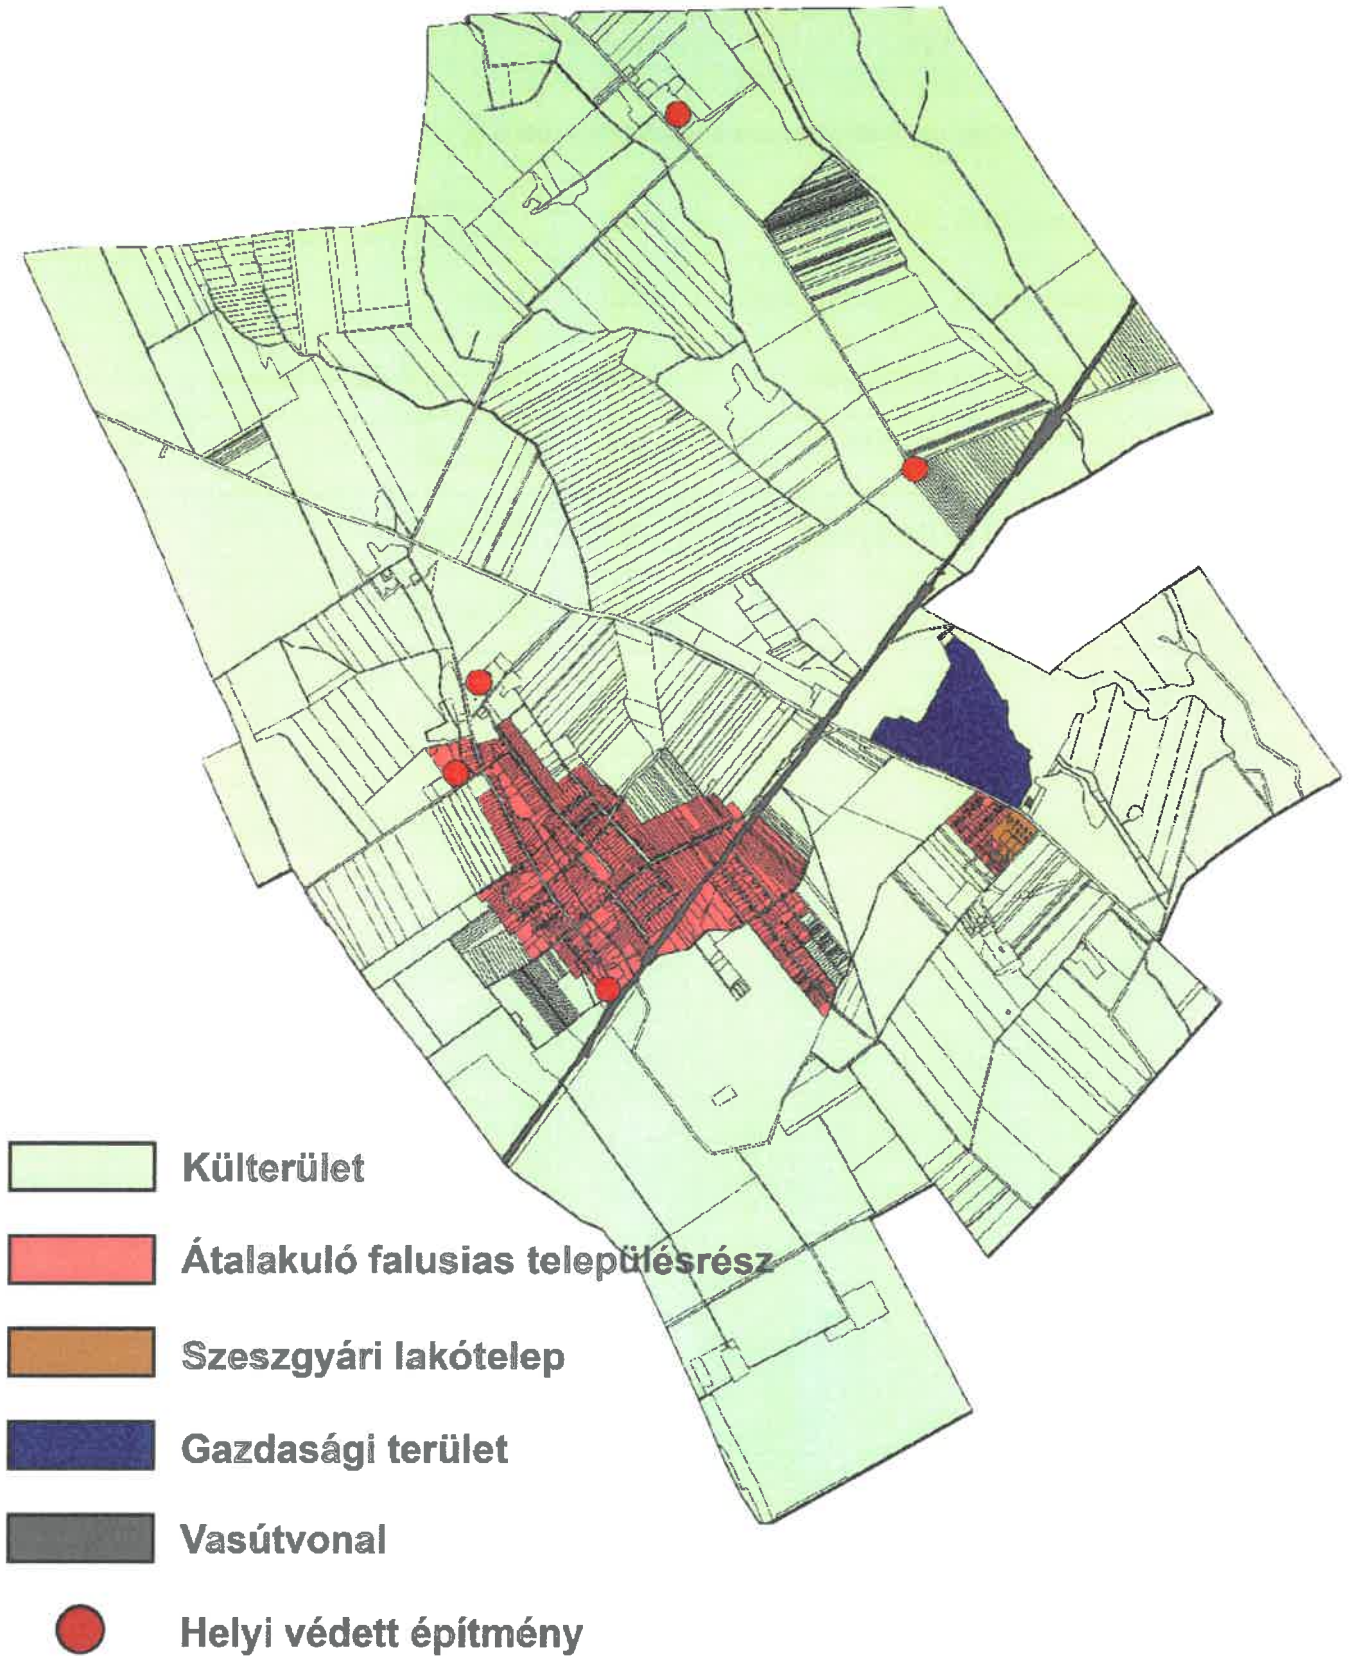 Külterület
Átalakuló falusias településrész
Szeszgyári lakótelep
Gazdasági terület
Vasútvonal
Helyi védett építmény